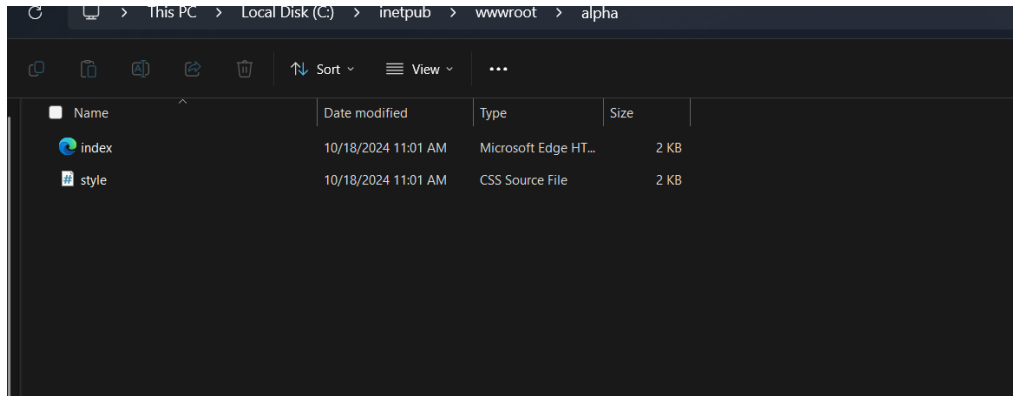 This PC > Local Disk (C:) > inetpub > wwwroot > alpha
Sort View •••
Name Date modified Type Size
index 10/18/2024 11:01 AM Microsoft Edge HT... 2 KB
# style 10/18/2024 11:01 AM CSS Source File 2 KB